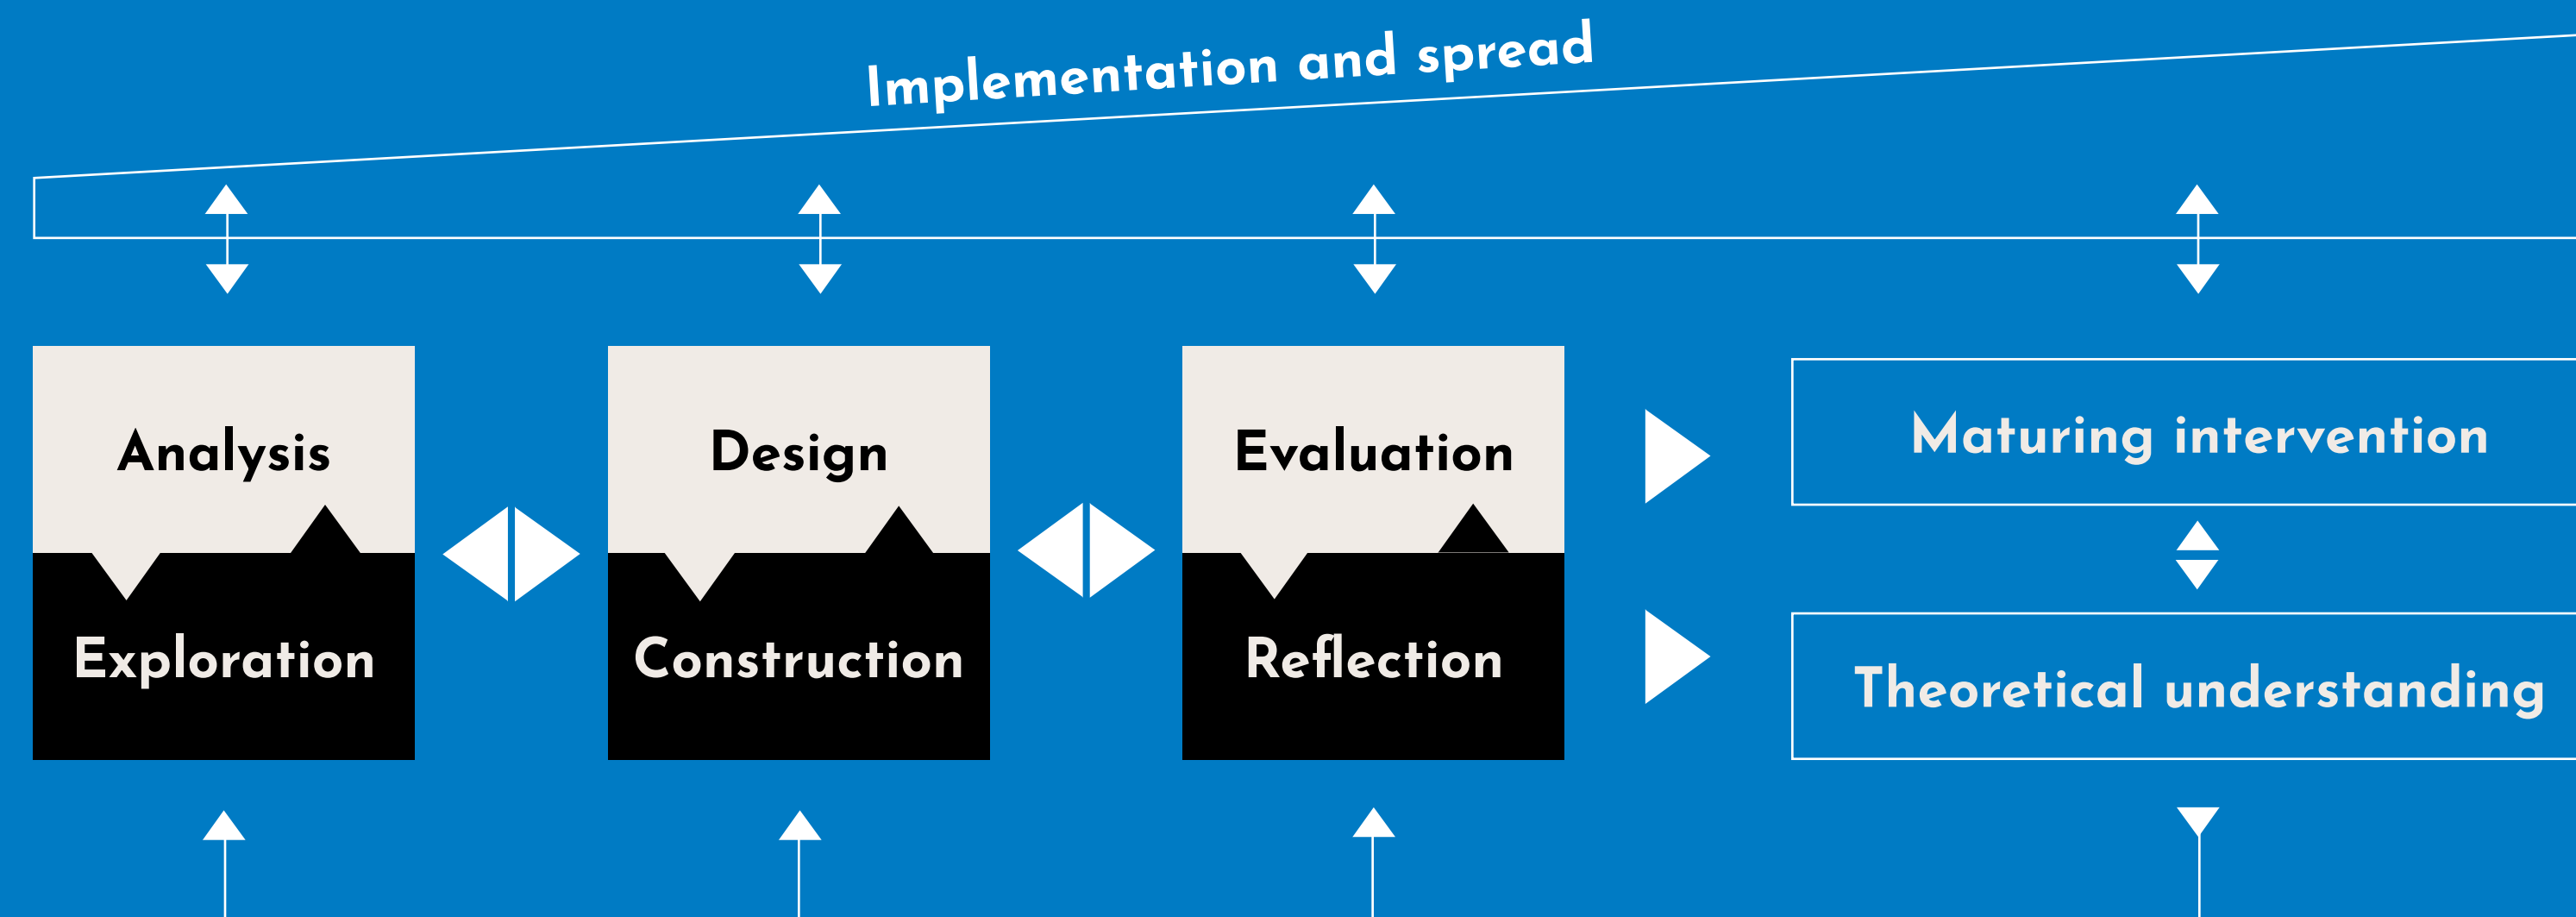 Implementation and spread
Analysis
Exploration
Design
Construction
Evaluation
Reflection
Maturing intervention
Theoretical understanding